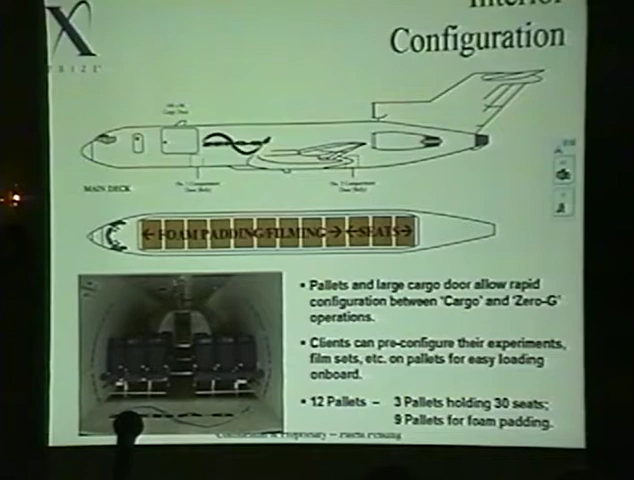 X
PRIZE
Interior
Configuration
Cargo Door
MAIN DECK
← FOAM PADDING/FILMING → ← SEATS →
• Pallets and large cargo door allow rapid
configuration between 'Cargo' and 'Zero-G'
operations.
• Clients can pre-configure their experiments,
film sets, etc. on pallets for easy loading
onboard.
• 12 Pallets – 3 Pallets holding 30 seats;
9 Pallets for foam padding.